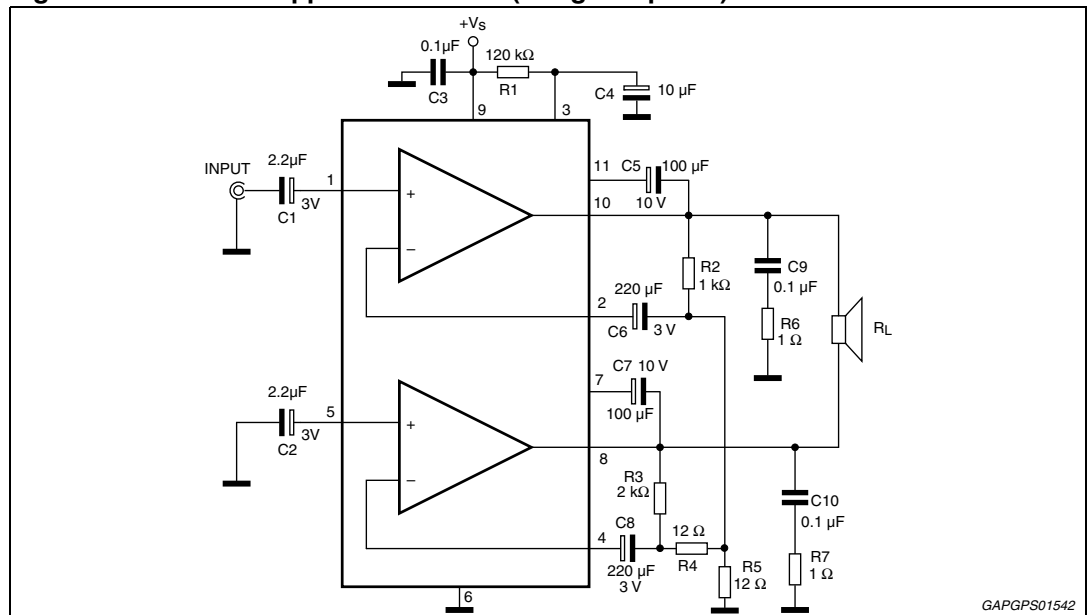 +VS
0.1µF
120 kΩ
C3
R1
C4
10 µF
9
3
INPUT
2.2µF
1
3V
C1
+
–
11
C5
100 µF
10 V
10
R2
1 kΩ
C9
0.1 µF
220 µF
2
C6
3 V
R6
1 Ω
RL
C7
10 V
7
100 µF
2.2µF
5
3V
C2
+
–
8
R3
2 kΩ
C10
0.1 µF
C8
12 Ω
4
R4
220 µF
3 V
R5
12 Ω
R7
1 Ω
6
GAPGPS01542